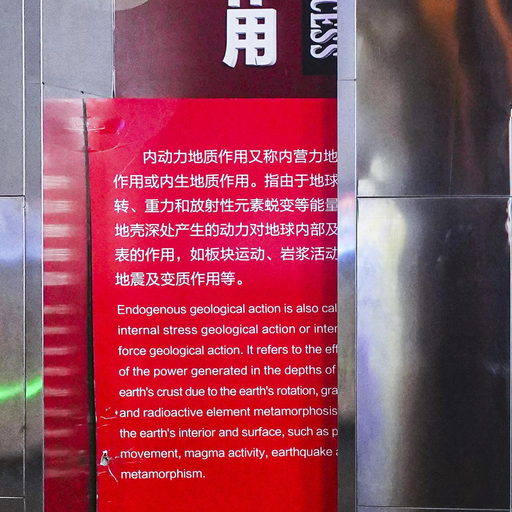 用
CESS
内动力地质作用又称内营力地
作用或内生地质作用。指由于地球
转、重力和放射性元素蜕变等能量
地壳深处产生的动力对地球内部及
表的作用，如板块运动、岩浆活动
地震及变质作用等。
Endogenous geological action is also cal
internal stress geological action or inter
force geological action. It refers to the eff
of the power generated in the depths of
earth's crust due to the earth's rotation, gra
and radioactive element metamorphosis
the earth's interior and surface, such as p
movement, magma activity, earthquake a
metamorphism.